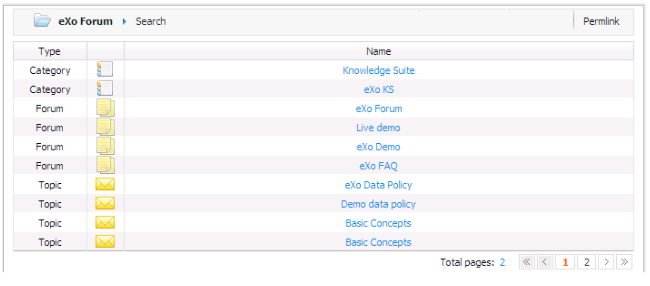 eXo Forum Search Permlink
Type Name
Category Knowledge Suite
Category eXo KS
Forum eXo Forum
Forum Live demo
Forum eXo Demo
Forum eXo FAQ
Topic eXo Data Policy
Topic Demo data policy
Topic Basic Concepts
Topic Basic Concepts
Total pages: 2 « < 1 2 > »